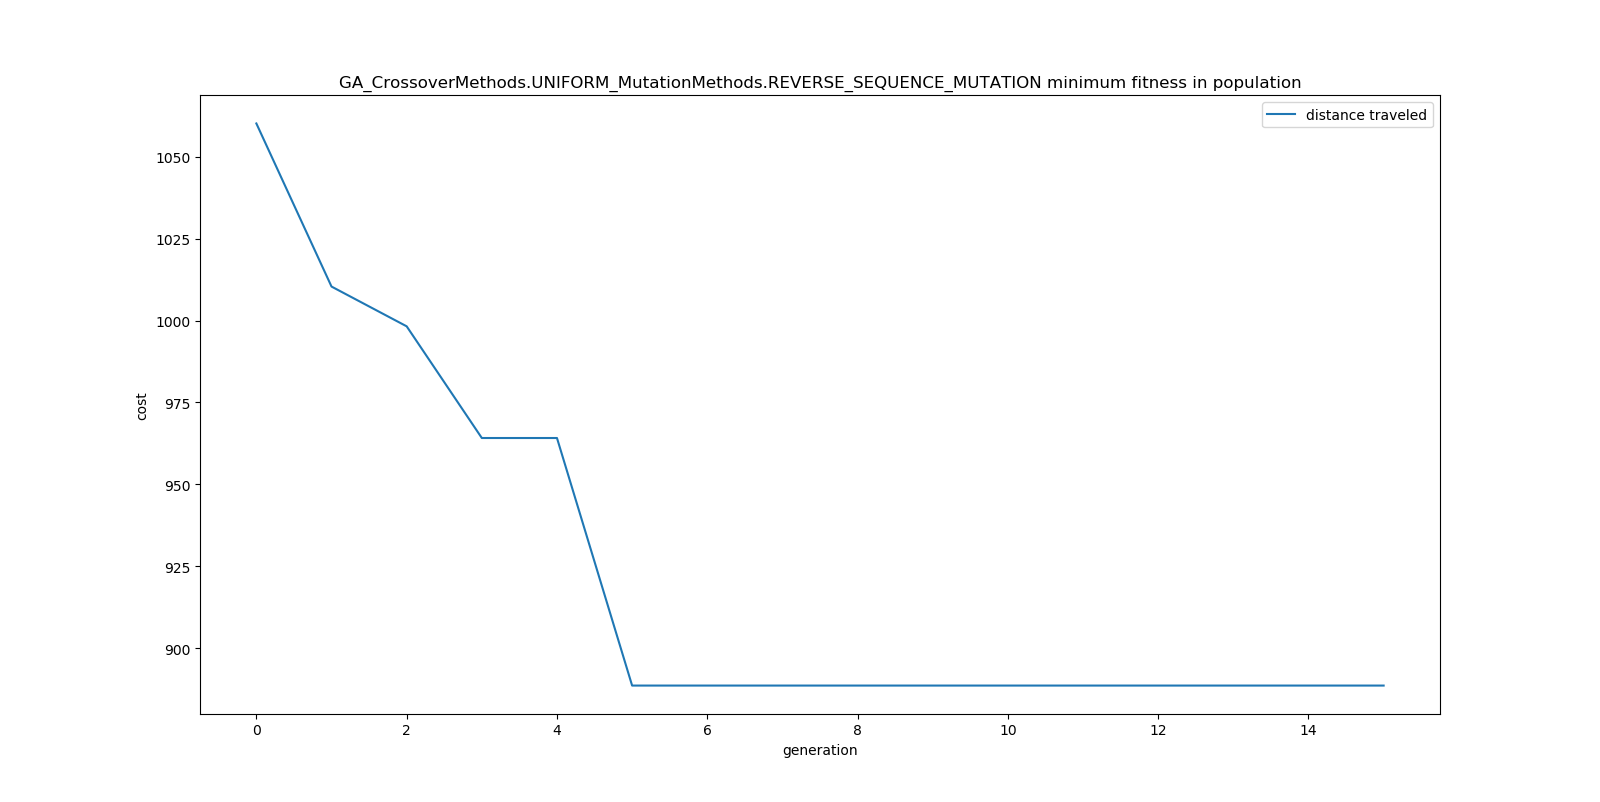 GA_CrossoverMethods.UNIFORM_MutationMethods.REVERSE_SEQUENCE_MUTATION minimum fitness in population
distance traveled
1050
1025
1000
975
950
925
900
cost
0 2 4 6 8 10 12 14
generation